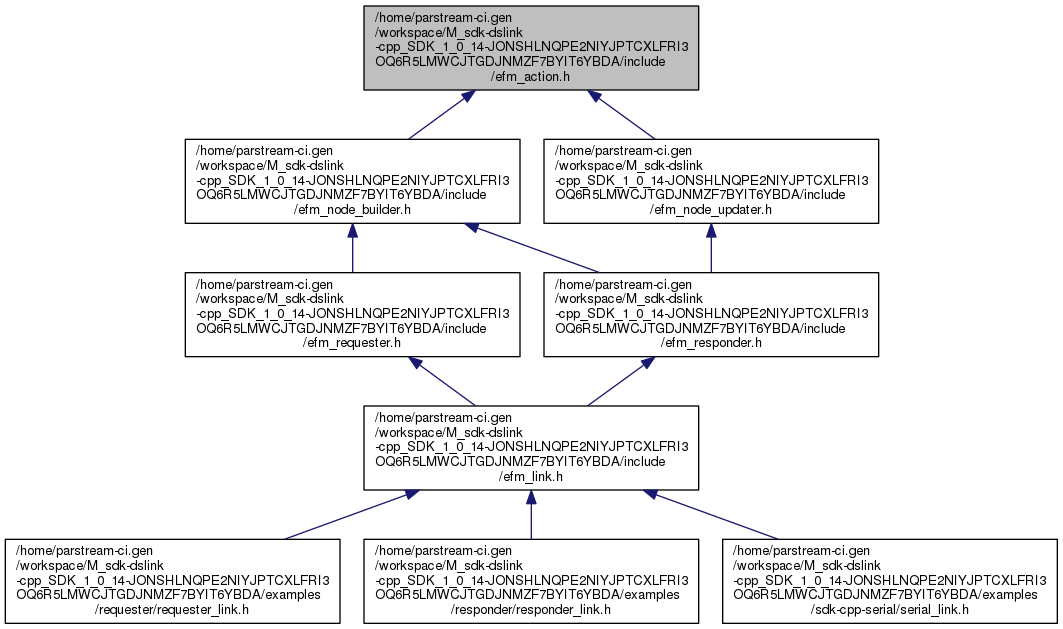 /home/parstream-ci.gen
/workspace/M_sdk-dslink
-cpp_SDK_1_0_14-JONSHLNQPE2NIYJPTCXLFRI3
OQ6R5LMWCJTGDJNMZF7BYIT6YBDA/include
/efm_action.h
/home/parstream-ci.gen
/workspace/M_sdk-dslink
-cpp_SDK_1_0_14-JONSHLNQPE2NIYJPTCXLFRI3
OQ6R5LMWCJTGDJNMZF7BYIT6YBDA/include
/efm_node_builder.h
/home/parstream-ci.gen
/workspace/M_sdk-dslink
-cpp_SDK_1_0_14-JONSHLNQPE2NIYJPTCXLFRI3
OQ6R5LMWCJTGDJNMZF7BYIT6YBDA/include
/efm_node_updater.h
/home/parstream-ci.gen
/workspace/M_sdk-dslink
-cpp_SDK_1_0_14-JONSHLNQPE2NIYJPTCXLFRI3
OQ6R5LMWCJTGDJNMZF7BYIT6YBDA/include
/efm_requester.h
/home/parstream-ci.gen
/workspace/M_sdk-dslink
-cpp_SDK_1_0_14-JONSHLNQPE2NIYJPTCXLFRI3
OQ6R5LMWCJTGDJNMZF7BYIT6YBDA/include
/efm_responder.h
/home/parstream-ci.gen
/workspace/M_sdk-dslink
-cpp_SDK_1_0_14-JONSHLNQPE2NIYJPTCXLFRI3
OQ6R5LMWCJTGDJNMZF7BYIT6YBDA/include
/efm_link.h
/home/parstream-ci.gen
/workspace/M_sdk-dslink
-cpp_SDK_1_0_14-JONSHLNQPE2NIYJPTCXLFRI3
OQ6R5LMWCJTGDJNMZF7BYIT6YBDA/examples
/requester/requester_link.h
/home/parstream-ci.gen
/workspace/M_sdk-dslink
-cpp_SDK_1_0_14-JONSHLNQPE2NIYJPTCXLFRI3
OQ6R5LMWCJTGDJNMZF7BYIT6YBDA/examples
/responder/responder_link.h
/home/parstream-ci.gen
/workspace/M_sdk-dslink
-cpp_SDK_1_0_14-JONSHLNQPE2NIYJPTCXLFRI3
OQ6R5LMWCJTGDJNMZF7BYIT6YBDA/examples
/sdk-cpp-serial/serial_link.h